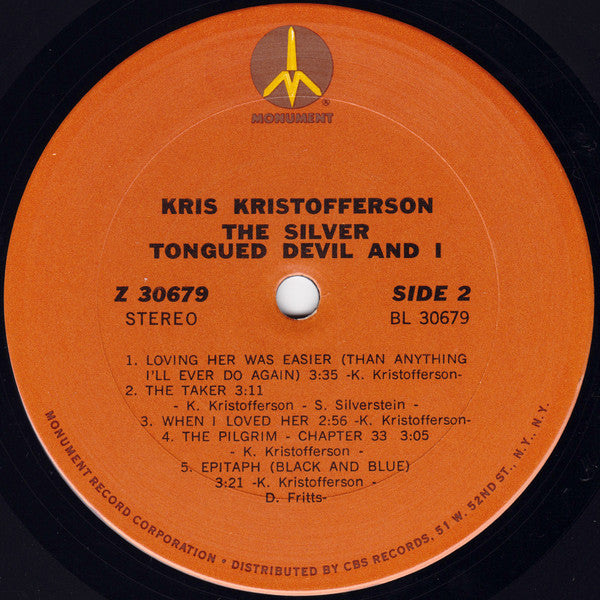 MONUMENT
®
KRIS KRISTOFFERSON
THE SILVER
TONGUED DEVIL AND I
Z 30679
SIDE 2
STEREO
BL 30679
1. LOVING HER WAS EASIER (THAN ANYTHING
I'LL EVER DO AGAIN) 3:35 -K. Kristofferson-
2. THE TAKER 3:11
- K. Kristofferson - S. Silverstein -
3. WHEN I LOVED HER 2:56 -K. Kristofferson-
4. THE PILGRIM - CHAPTER 33 3:05
- K. Kristofferson -
5. EPITAPH (BLACK AND BLUE)
3:21 -K. Kristofferson -
D. Fritts-
MONUMENT RECORD CORPORATION • DISTRIBUTED BY CBS RECORDS, 51 W. 52ND ST., N.Y., N.Y.